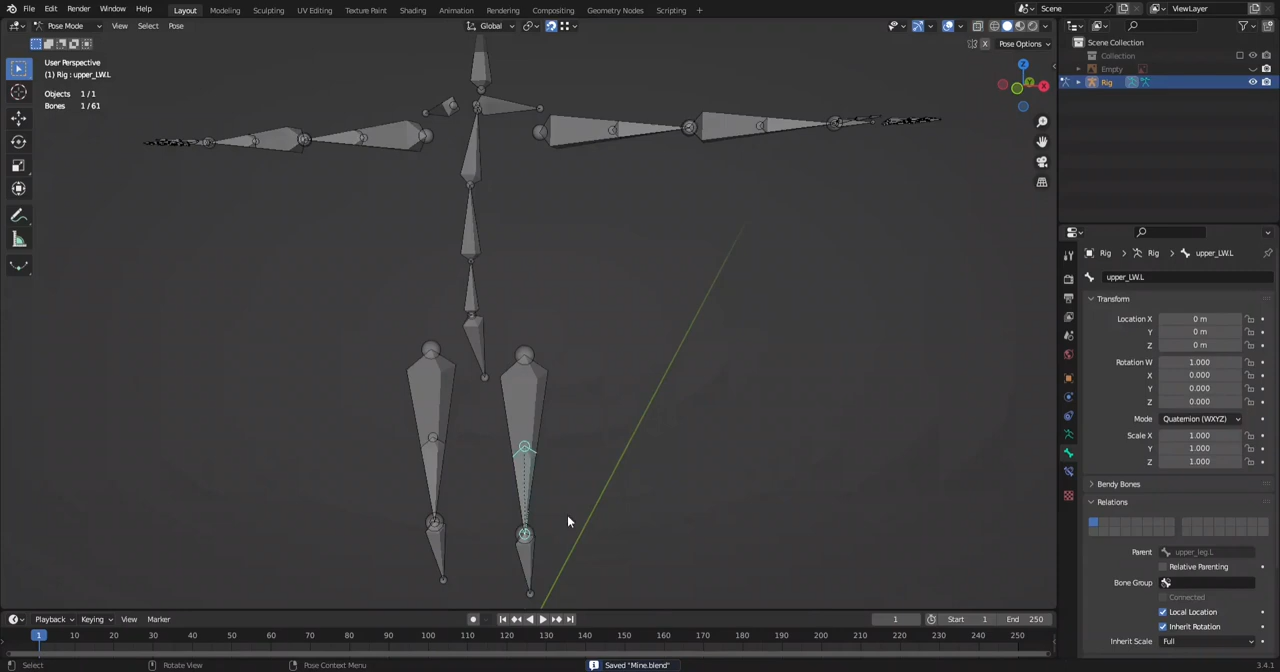 File Edit Render Window Help Layout Modeling Sculpting UV Editing Texture Paint Shading Animation Rendering Compositing Geometry Nodes Scripting + Scene ViewLayer
Pose Mode View Select Pose Global
X Pose Options
User Perspective
(1) Rig : upper_LW.L
Objects 1/1
Bones 1/61
Z
Y
X
Scene Collection
Collection
Empty
Rig
Rig Rig upper_LW.L
upper_LW.L
Transform
Location X 0 m
Y 0 m
Z 0 m
Rotation W 1.000
X 0.000
Y 0.000
Z 0.000
Mode Quaternion (WXYZ)
Scale X 1.000
Y 1.000
Z 1.000
Bendy Bones
Relations
Parent upper_leg.L
Relative Parenting
Bone Group
Connected
Local Location
Inherit Rotation
Inherit Scale Full
Playback Keying View Marker 1 Start 1 End 250
1 10 20 30 40 50 60 70 80 90 100 110 120 130 140 150 160 170 180 190 200 210 220 230 240 250
Select Rotate View Pose Context Menu Saved "Mine.blend" 3.4.1